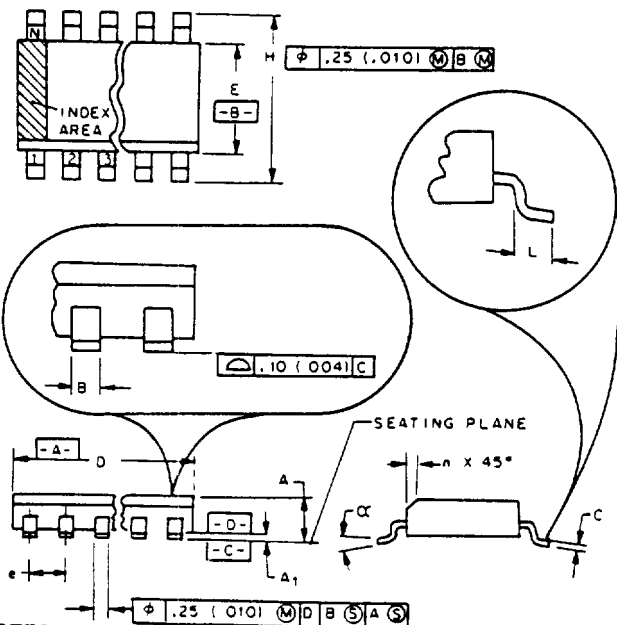 N
H
⌀ .25 (.010) Ⓜ B Ⓜ
E
-B-
INDEX
AREA
1 2 3
L
⌓ .10 (004) C
B
SEATING PLANE
-A-
D
A
n X 45°
-D-
-C-
α
C
e
A₁
⌀ .25 (010) Ⓜ D B Ⓢ A Ⓢ